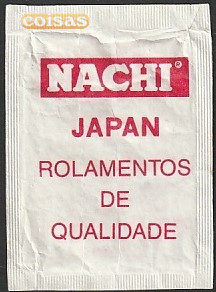 coisas
NACHI®
JAPAN
ROLAMENTOS
DE
QUALIDADE